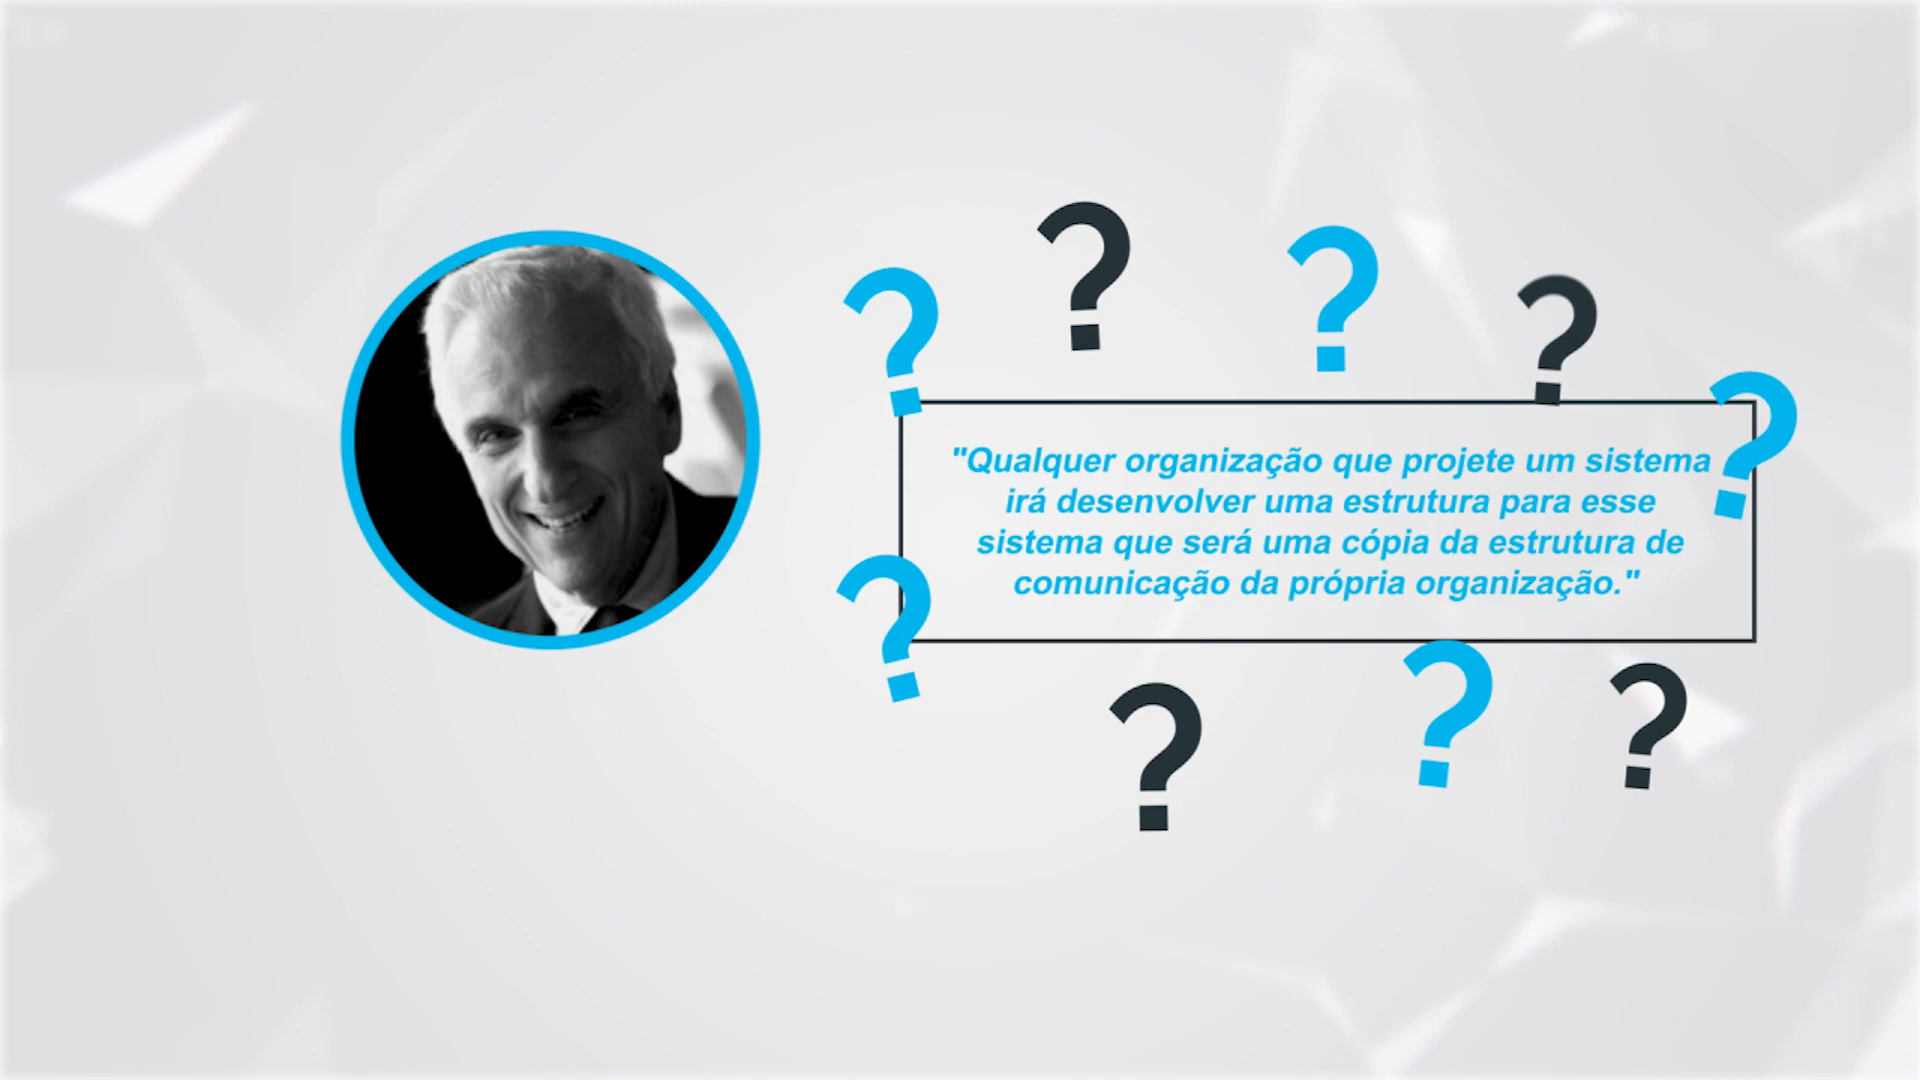 ?
?
?
?
?
"Qualquer organização que projete um sistema
irá desenvolver uma estrutura para esse
sistema que será uma cópia da estrutura de
comunicação da própria organização."
?
?
?
?